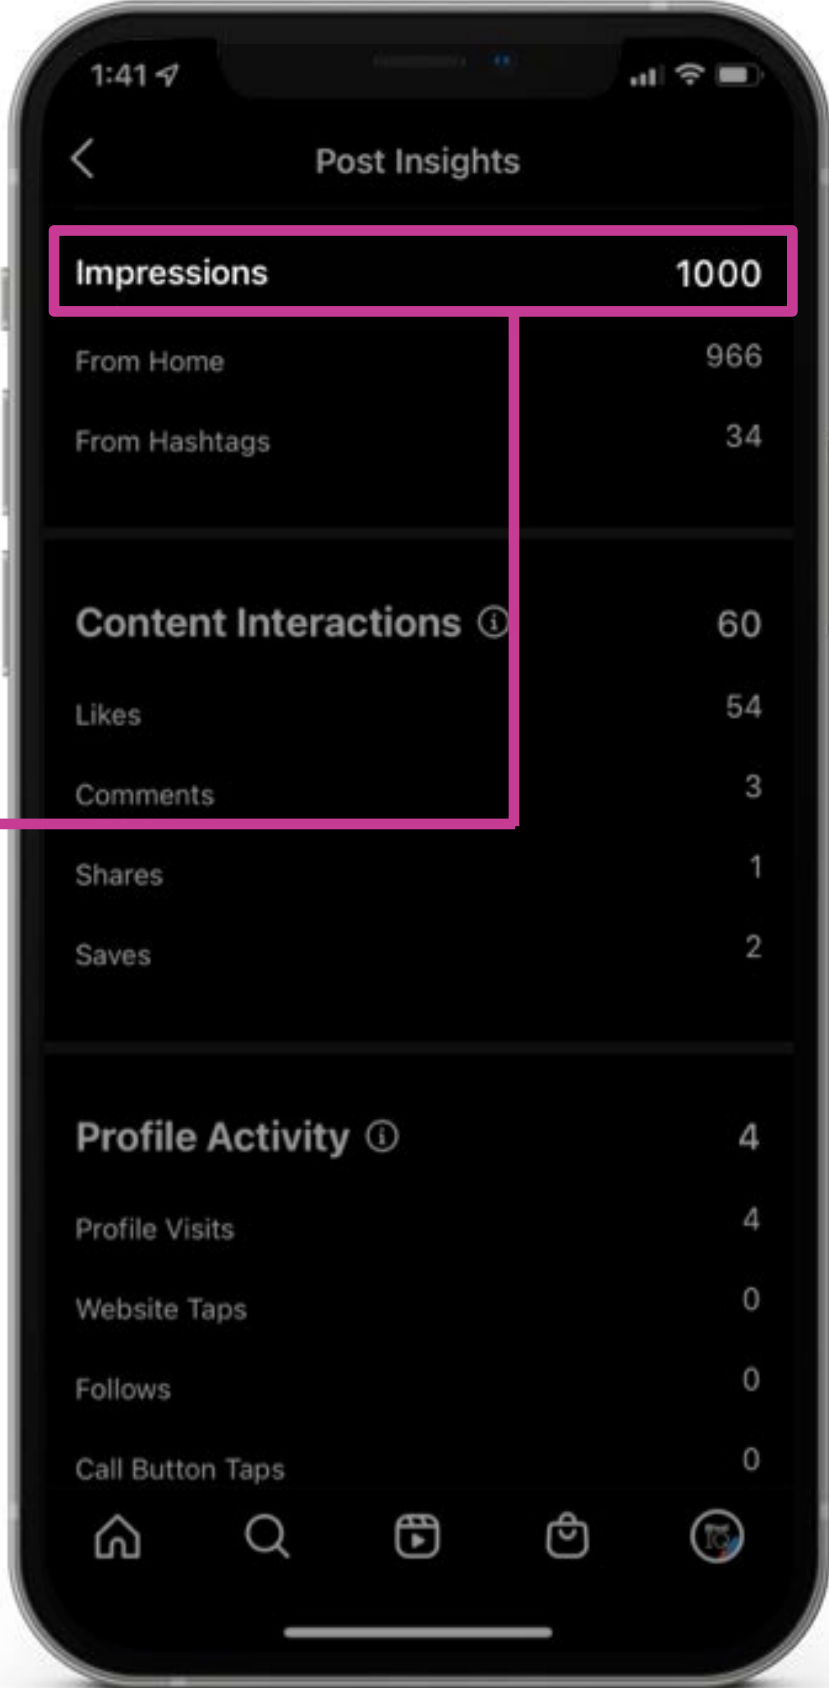 1:41
Post Insights
Impressions 1000
From Home 966
From Hashtags 34
Content Interactions 60
Likes 54
Comments 3
Shares 1
Saves 2
Profile Activity 4
Profile Visits 4
Website Taps 0
Follows 0
Call Button Taps 0